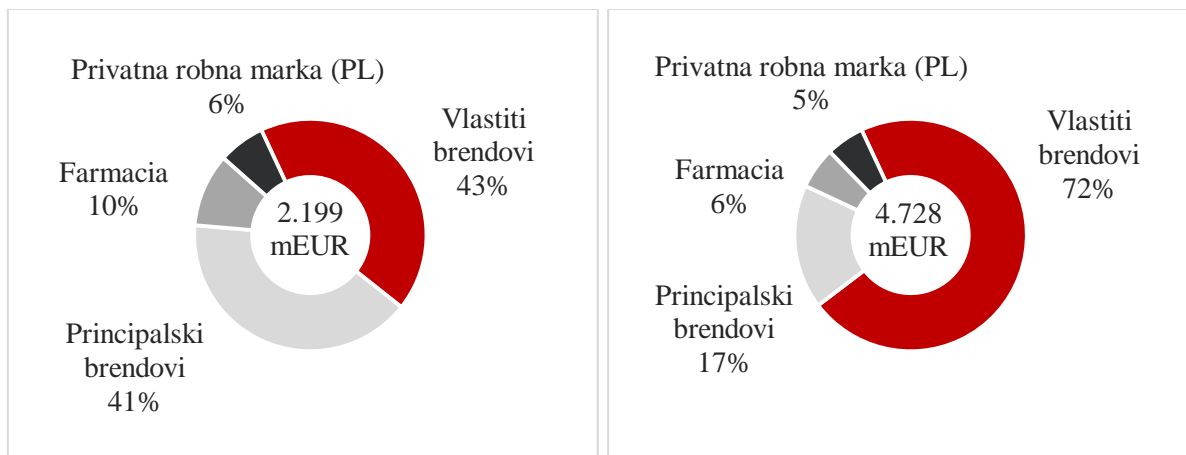 Privatna robna marka (PL)
6%
Vlastiti
brendovi
43%
Farmacia
10%
2.199
mEUR
Principalski
brendovi
41%
Privatna robna marka (PL)
5%
Vlastiti
brendovi
72%
Farmacia
6%
4.728
mEUR
Principalski
brendovi
17%